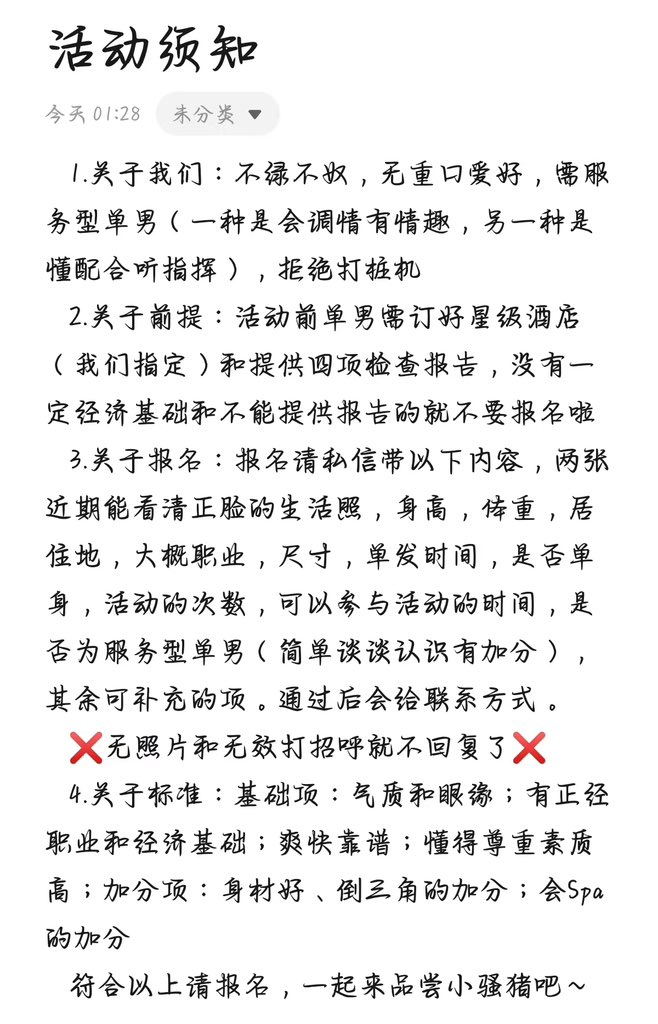 活动须知
今天 01:28 未分类
1.关于我们：不绿不奴，无重口爱好，需服
务型单男（一种是会调情有情趣，另一种是
懂配合听指挥），拒绝打桩机
2.关于前提：活动前单男需订好星级酒店
（我们指定）和提供四项检查报告，没有一
定经济基础和不能提供报告的就不要报名啦
3.关于报名：报名请私信带以下内容，两张
近期能看清正脸的生活照，身高，体重，居
住地，大概职业，尺寸，单发时间，是否单
身，活动的次数，可以参与活动的时间，是
否为服务型单男（简单谈谈认识有加分），
其余可补充的项。通过后会给联系方式。
❌无照片和无效打招呼就不回复了❌
4.关于标准：基础项：气质和眼缘；有正经
职业和经济基础；爽快靠谱；懂得尊重素质
高；加分项：身材好、倒三角的加分；会Spa
的加分
符合以上请报名，一起来品尝小骚猪吧～